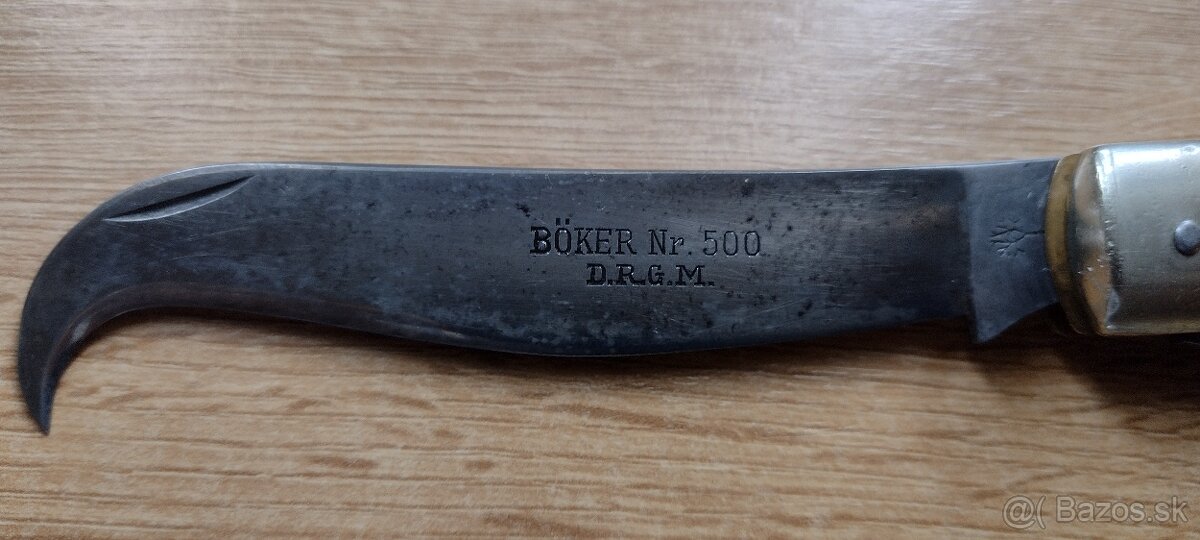 BÖKER Nr. 500
D.R.G.M.
@( Bazos.sk